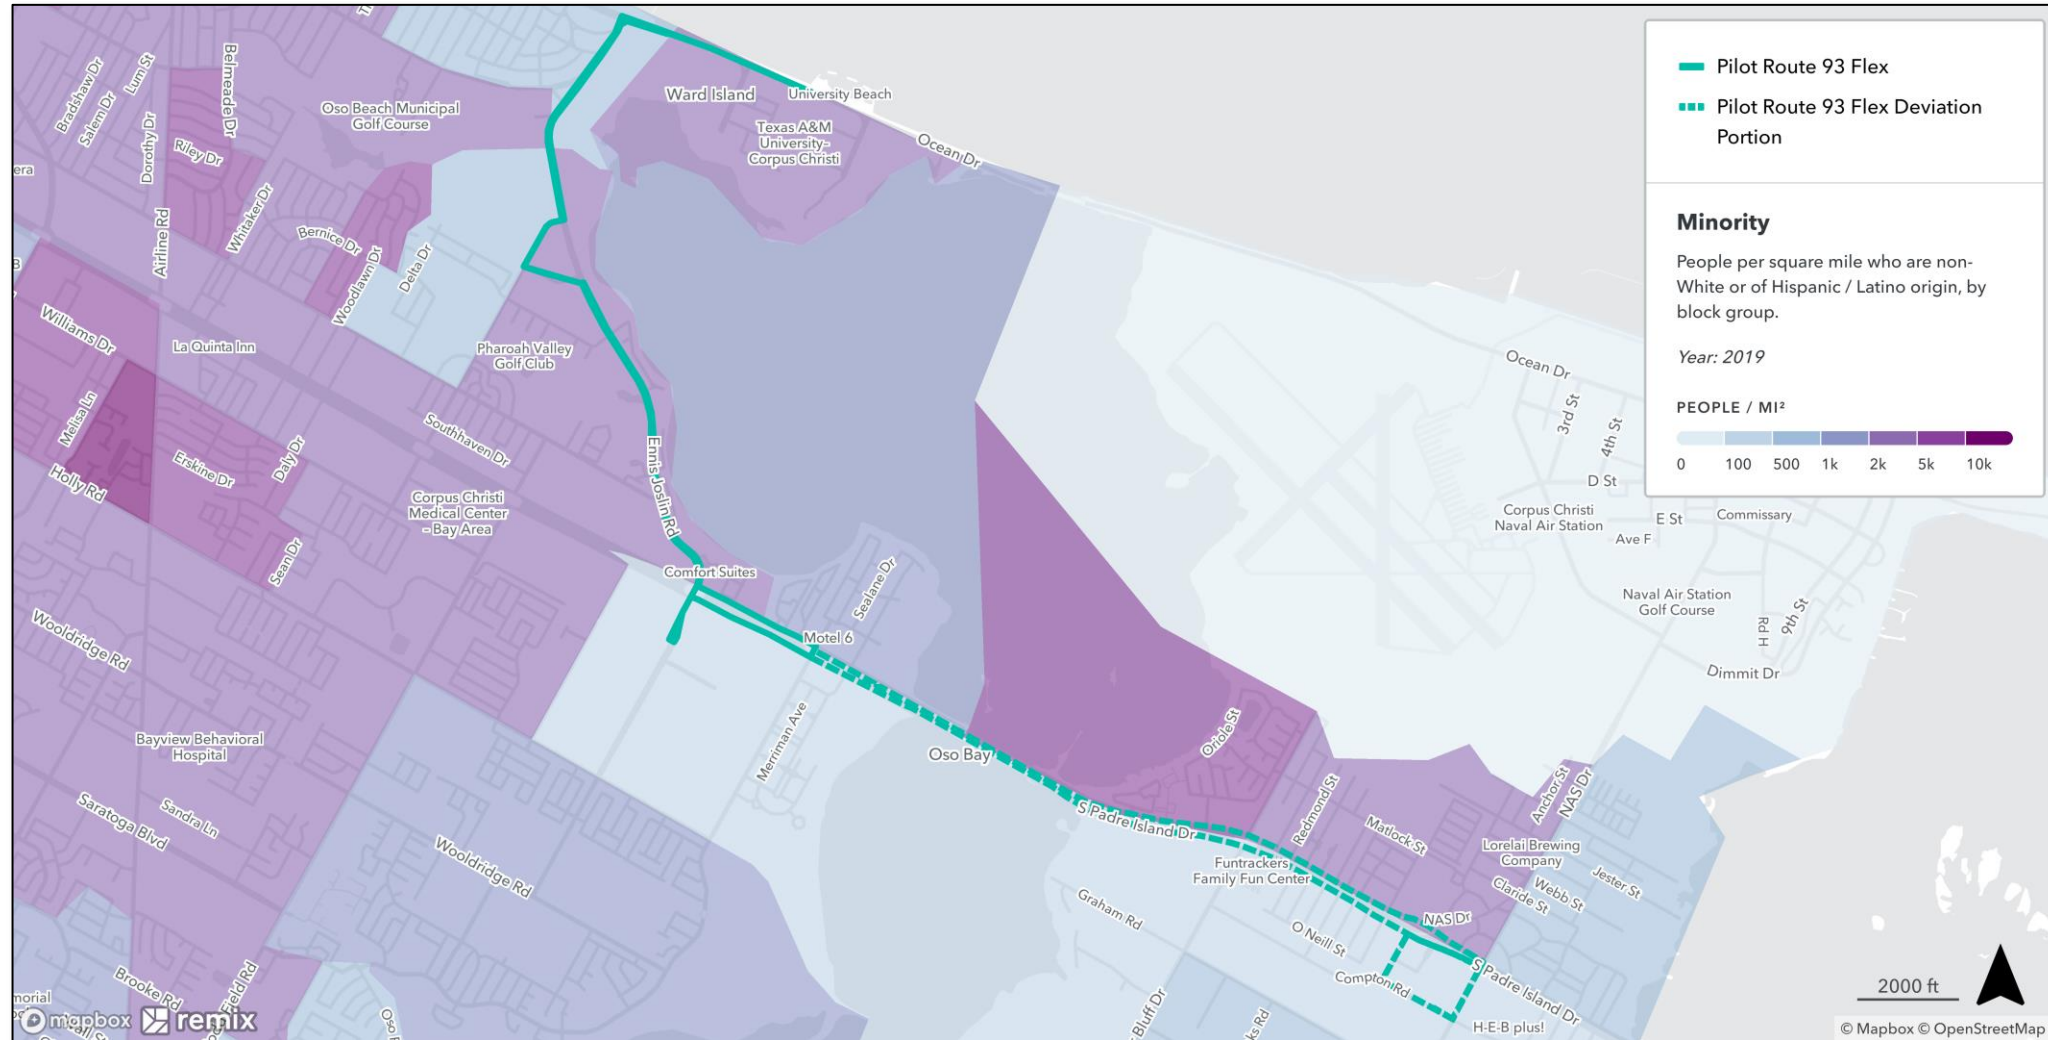 Pilot Route 93 Flex
Pilot Route 93 Flex Deviation
Portion
Minority
People per square mile who are non-
White or of Hispanic / Latino origin, by
block group.
Year: 2019
PEOPLE / MI²
0 100 500 1k 2k 5k 10k
Bradshaw Dr
Lum St
Salem Dr
Belmeade Dr
Dorothy Dr
Riley Dr
Oso Beach Municipal
Golf Course
Ward Island
University Beach
Texas A&M
University-
Corpus Christi
Ocean Dr
era
Airline Rd
Whitaker Dr
Bernice Dr
Woodlawn Dr
Delta Dr
B
Williams Dr
La Quinta Inn
Pharoah Valley
Golf Club
Melisa Ln
Holly Rd
Erskine Dr
Daly Dr
Southhaven Dr
Ennis Joslin Rd
Corpus Christi
Medical Center
- Bay Area
Sean Dr
Comfort Suites
Sealane Dr
Motel 6
Ocean Dr
3rd St
4th St
D St
Corpus Christi
Naval Air Station
E St
Commissary
Ave F
Naval Air Station
Golf Course
Rd H
9th St
Dimmit Dr
Wooldridge Rd
Bayview Behavioral
Hospital
Merriman Ave
Oso Bay
Oriole St
Saratoga Blvd
Sandra Ln
Wooldridge Rd
S Padre Island Dr
Redmond St
Matlock St
Anchor St
NAS Dr
Lorelai Brewing
Company
Funtrackers
Family Fun Center
Claride St
Webb St
Jester St
Graham Rd
NAS Dr
O Neill St
Compton Rd
S Padre Island Dr
Brooke Rd
Field Rd
morial
Oso
Bluff Dr
ks Rd
H-E-B plus!
mapbox remix
2000 ft
© Mapbox © OpenStreetMap